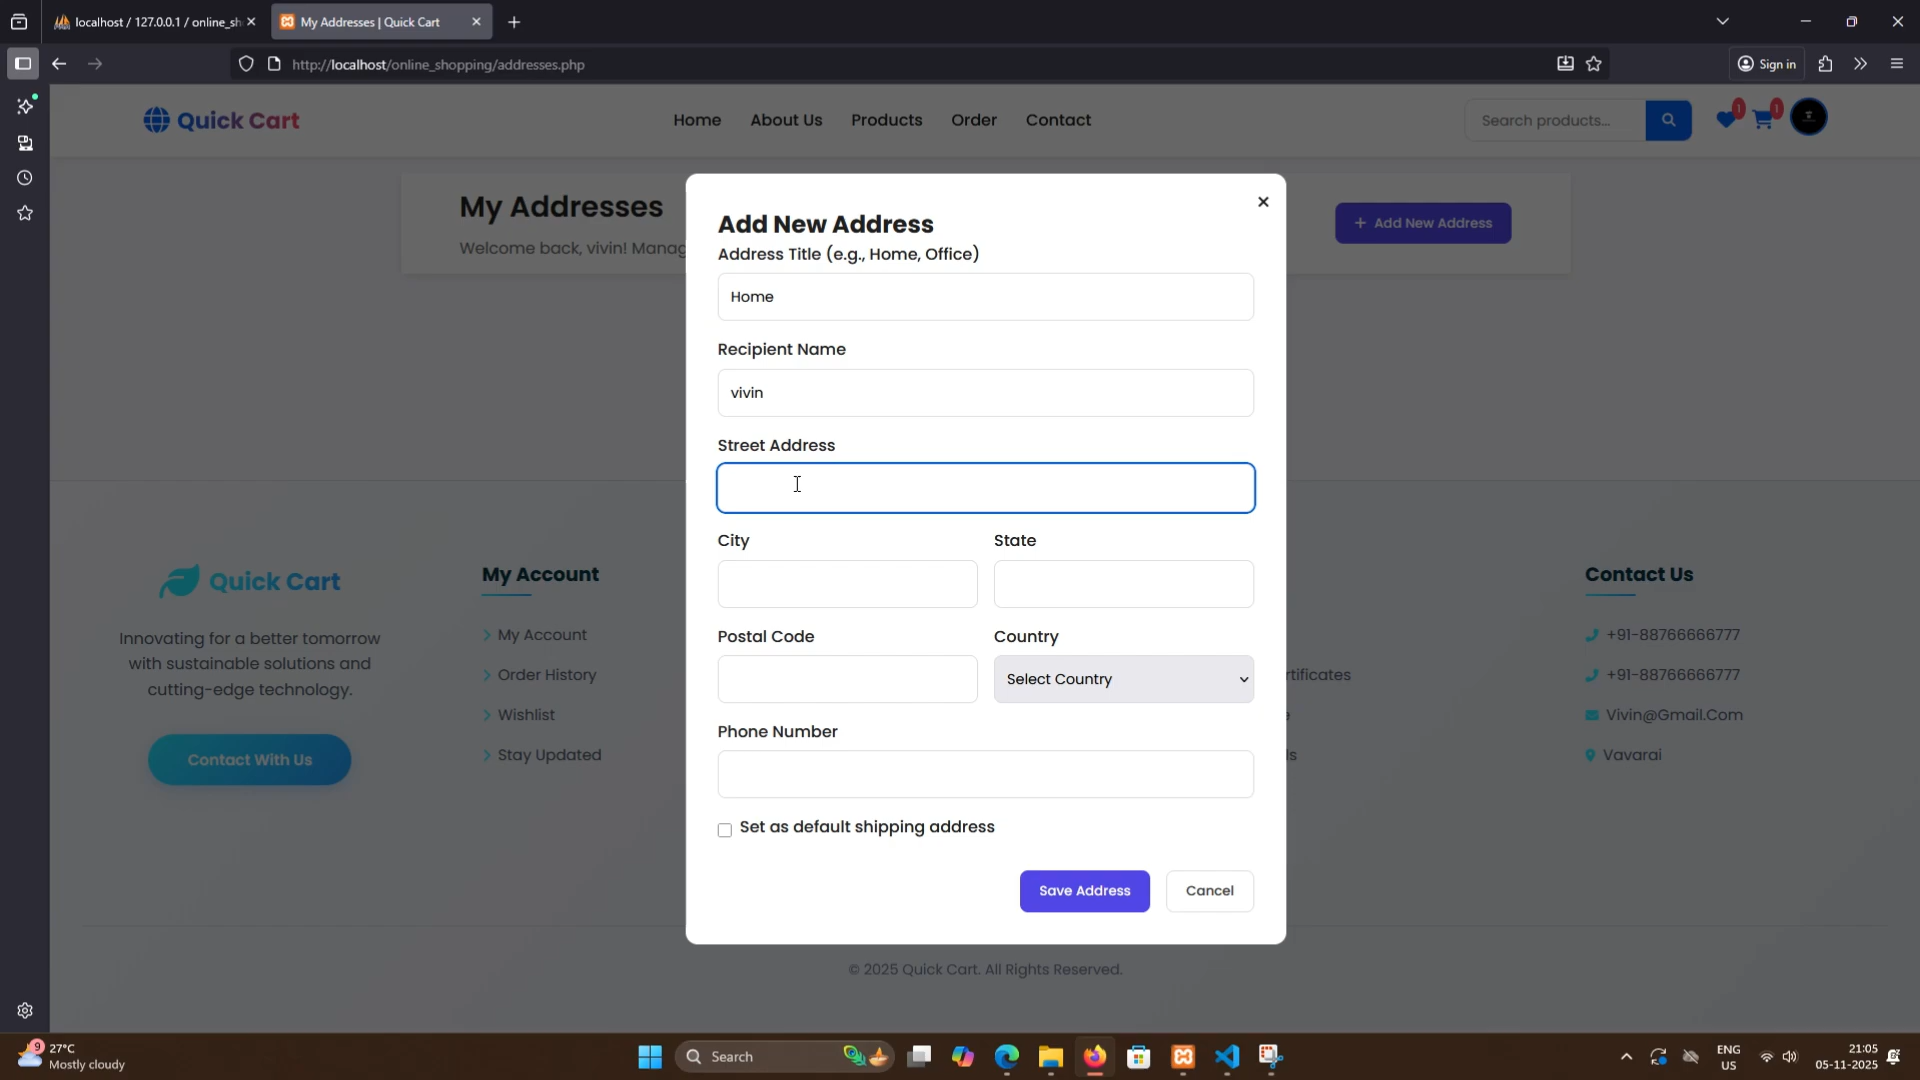 localhost / 127.0.0.1 / online_sh
My Addresses | Quick Cart
http://localhost/online_shopping/addresses.php
Sign in
Quick Cart
Home
About Us
Products
Order
Contact
Search products...
1
1
My Addresses
Welcome back, vivin! Manag
+ Add New Address
Add New Address
Address Title (e.g., Home, Office)
Home
Recipient Name
vivin
Street Address
City
State
Postal Code
Country
Select Country
Phone Number
Set as default shipping address
Save Address
Cancel
Quick Cart
Innovating for a better tomorrow
with sustainable solutions and
cutting-edge technology.
Contact With Us
My Account
My Account
Order History
Wishlist
Stay Updated
rtificates
ls
Contact Us
+91-88766666777
+91-88766666777
Vivin@Gmail.Com
Vavarai
© 2025 Quick Cart. All Rights Reserved.
9
27°C
Mostly cloudy
Search
ENG
US
21:05
05-11-2025